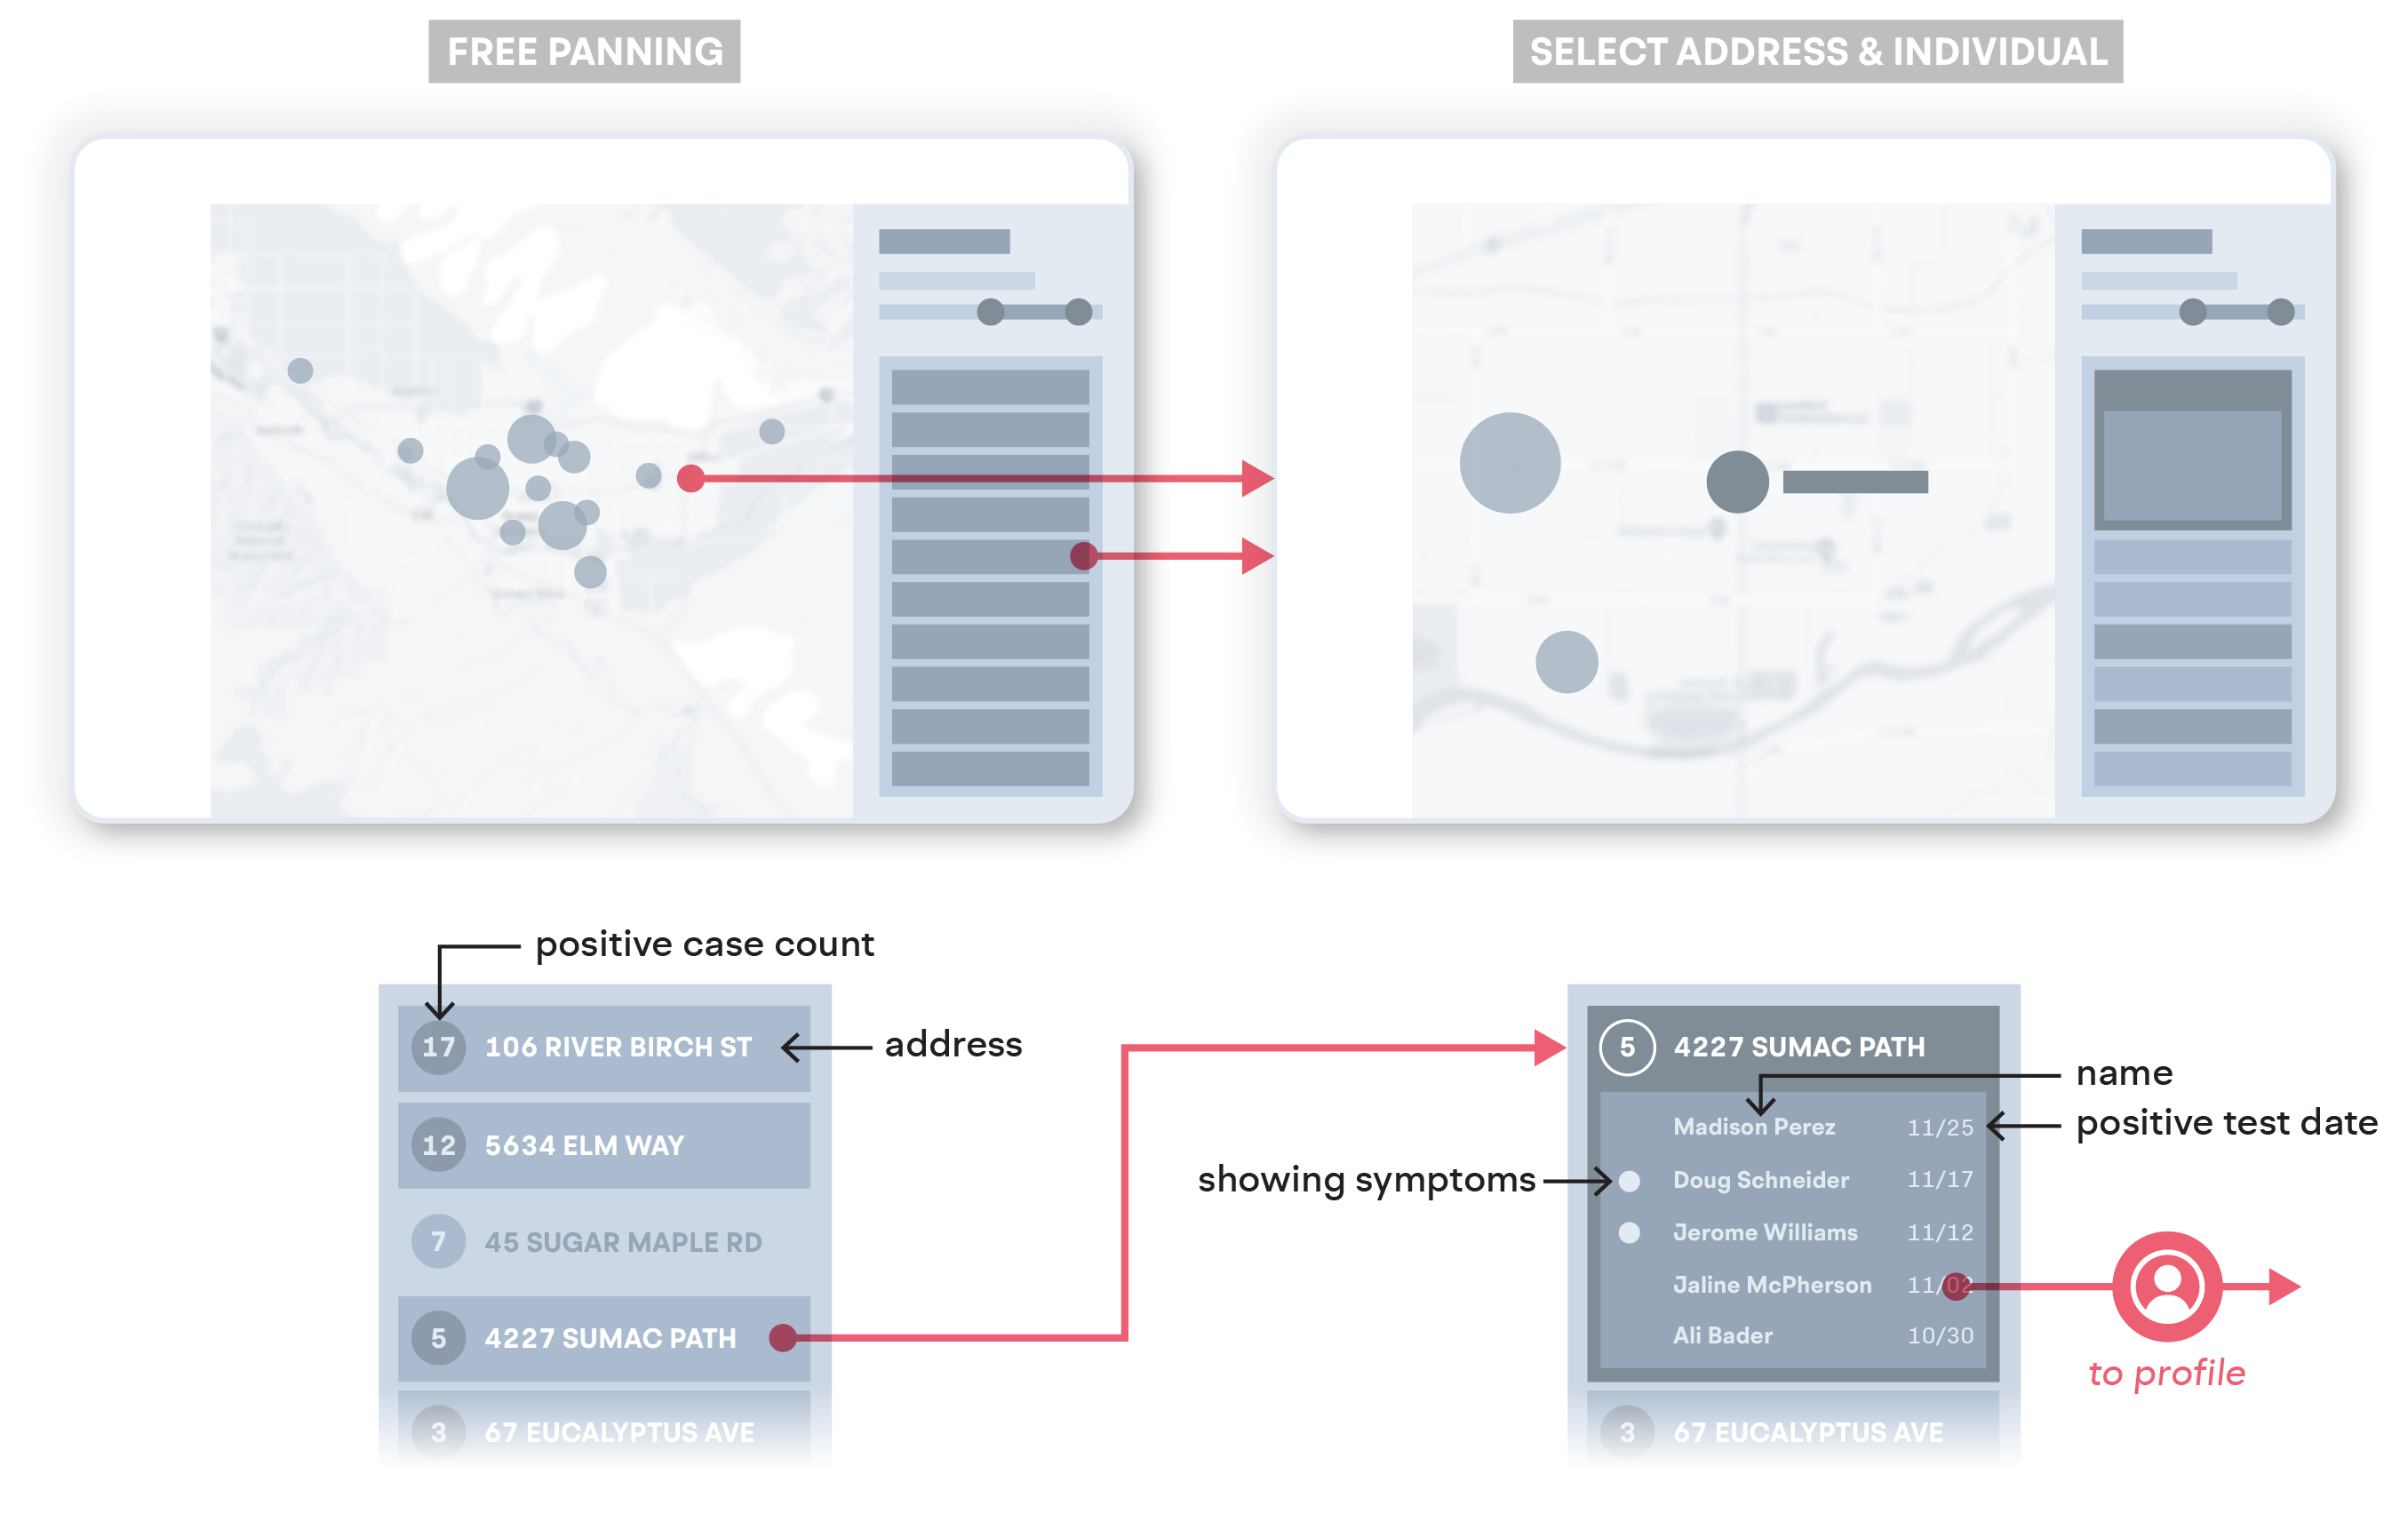 FREE PANNING
SELECT ADDRESS & INDIVIDUAL
positive case count
17 106 RIVER BIRCH ST
address
12 5634 ELM WAY
7 45 SUGAR MAPLE RD
5 4227 SUMAC PATH
3 67 EUCALYPTUS AVE
5 4227 SUMAC PATH
name
Madison Perez 11/25
positive test date
showing symptoms
Doug Schneider 11/17
Jerome Williams 11/12
Jaline McPherson 11/02
Ali Bader 10/30
to profile
3 67 EUCALYPTUS AVE